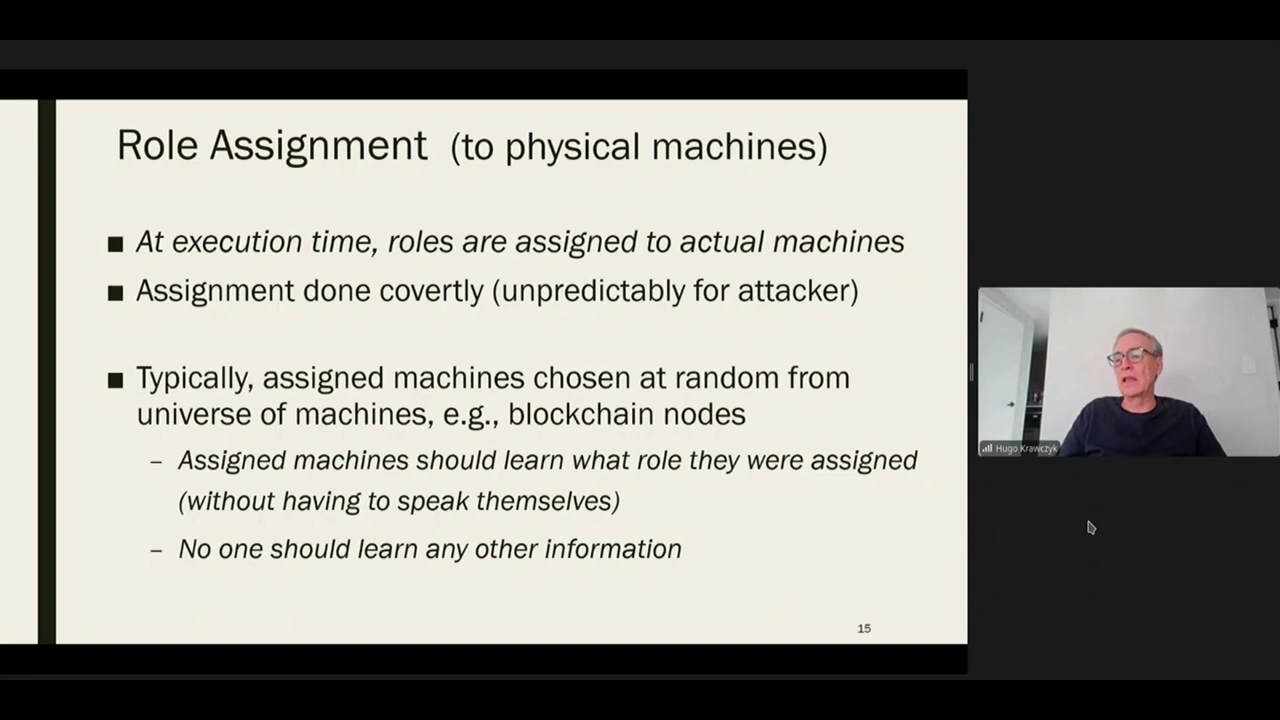 Role Assignment (to physical machines)
■ At execution time, roles are assigned to actual machines
■ Assignment done covertly (unpredictably for attacker)
■ Typically, assigned machines chosen at random from
universe of machines, e.g., blockchain nodes
– Assigned machines should learn what role they were assigned
(without having to speak themselves)
– No one should learn any other information
15
Hugo Krawczyk